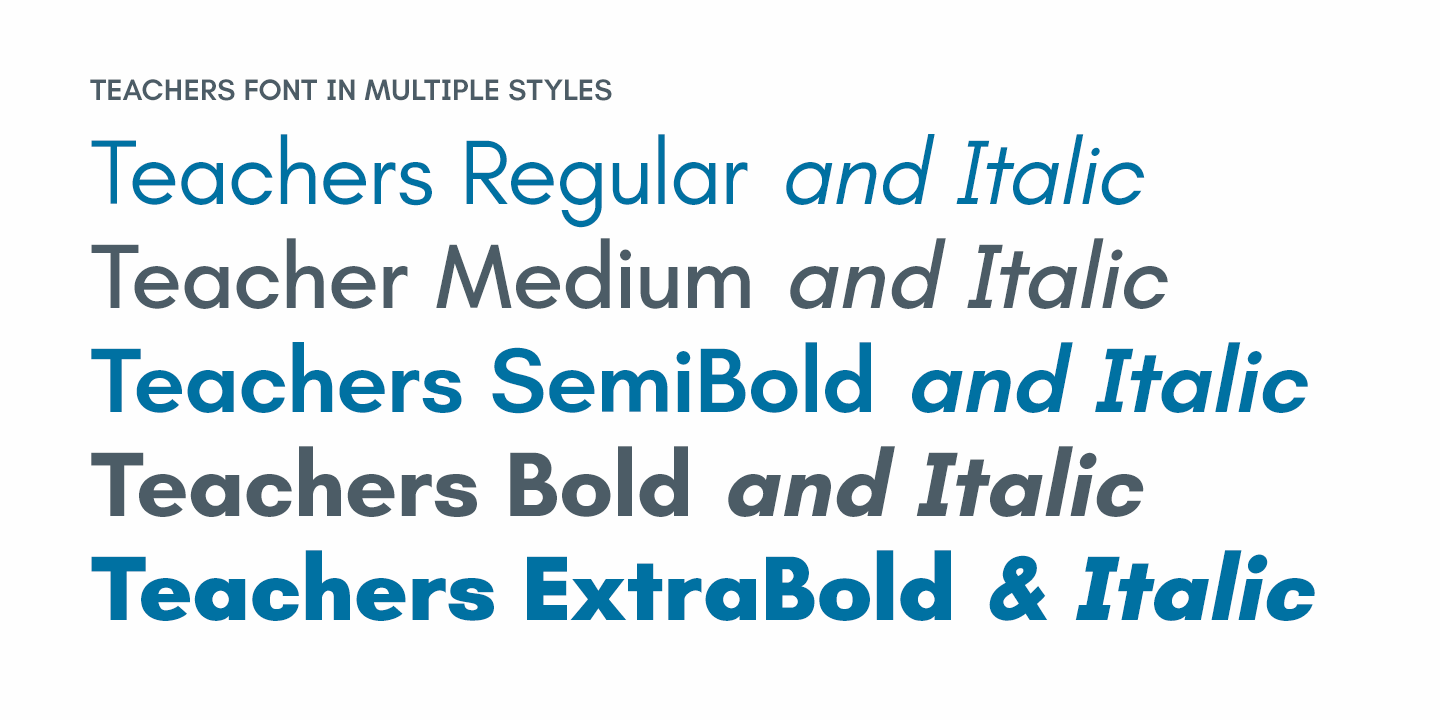 TEACHERS FONT IN MULTIPLE STYLES
Teachers Regular and Italic
Teacher Medium and Italic
Teachers SemiBold and Italic
Teachers Bold and Italic
Teachers ExtraBold & Italic